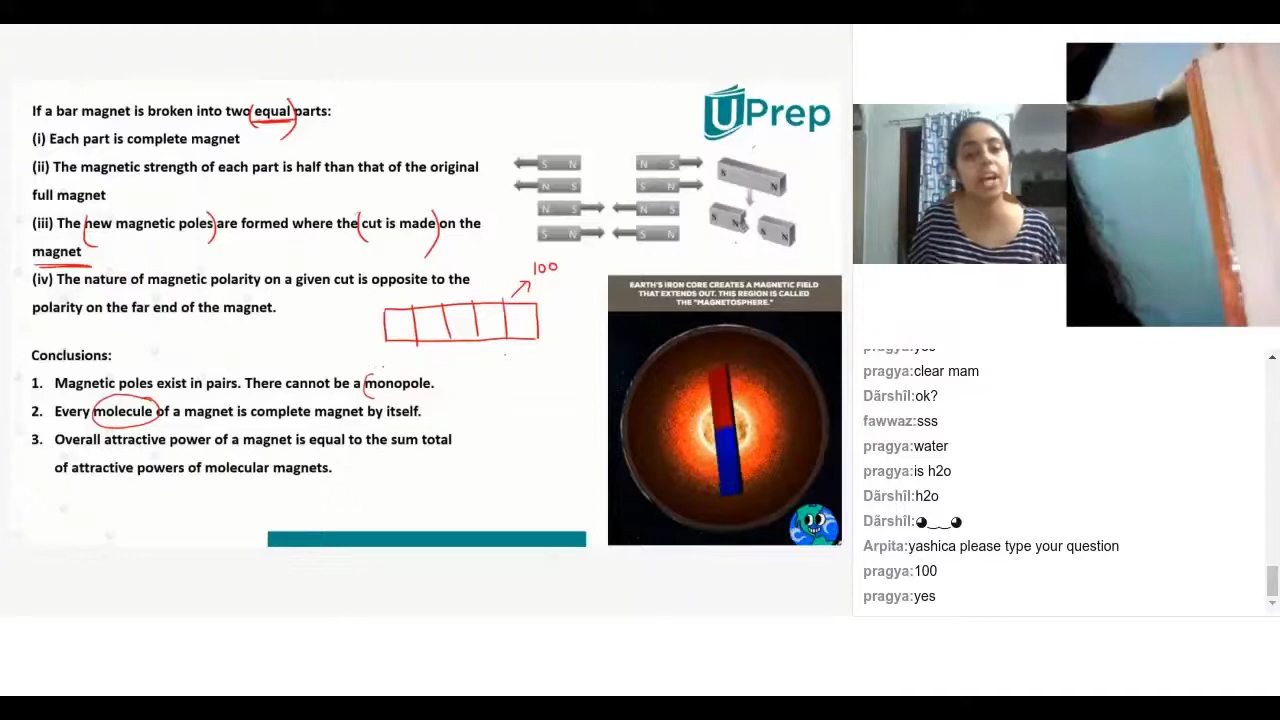 If a bar magnet is broken into two equal parts:
(i) Each part is complete magnet
(ii) The magnetic strength of each part is half than that of the original
full magnet
(iii) The new magnetic poles are formed where the cut is made on the
magnet
(iv) The nature of magnetic polarity on a given cut is opposite to the
polarity on the far end of the magnet.
100
Conclusions:
1. Magnetic poles exist in pairs. There cannot be a monopole.
2. Every molecule of a magnet is complete magnet by itself.
3. Overall attractive power of a magnet is equal to the sum total
of attractive powers of molecular magnets.
UPrep
S N N S
N S S N
N S N S
S N S N
S N
S N S N
EARTH'S IRON CORE CREATES A MAGNETIC FIELD
THAT EXTENDS OUT. THIS REGION IS CALLED
THE "MAGNETOSPHERE."
pragya:yes
pragya:clear mam
Dãrshîl:ok?
fawwaz:sss
pragya:water
pragya:is h2o
Dãrshîl:h2o
Dãrshîl:◕‿‿◕
Arpita:yashica please type your question
pragya:100
pragya:yes